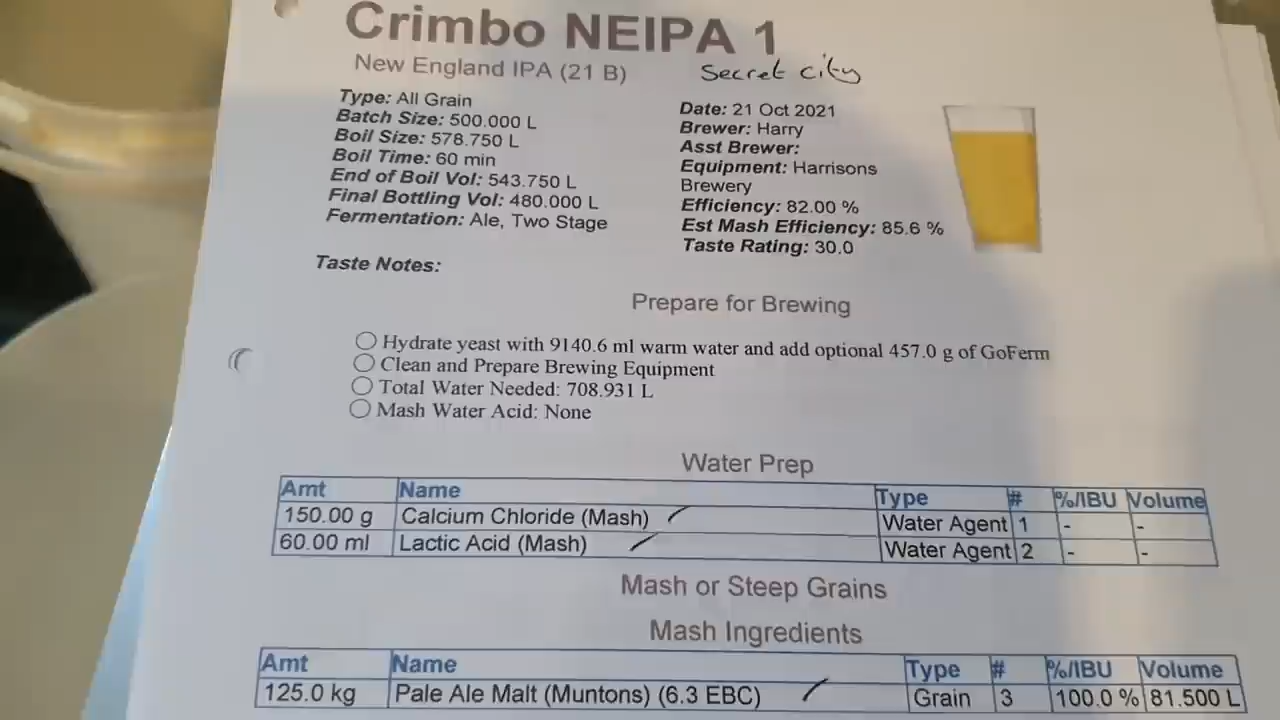 Crimbo NEIPA 1
New England IPA (21 B)
Secret city
Type: All Grain
Batch Size: 500.000 L
Boil Size: 578.750 L
Boil Time: 60 min
End of Boil Vol: 543.750 L
Final Bottling Vol: 480.000 L
Fermentation: Ale, Two Stage
Date: 21 Oct 2021
Brewer: Harry
Asst Brewer:
Equipment: Harrisons
Brewery
Efficiency: 82.00 %
Est Mash Efficiency: 85.6 %
Taste Rating: 30.0
Taste Notes:
Prepare for Brewing
Hydrate yeast with 9140.6 ml warm water and add optional 457.0 g of GoFerm
Clean and Prepare Brewing Equipment
Total Water Needed: 708.931 L
Mash Water Acid: None
Water Prep
Amt Name Type # %/IBU Volume
150.00 g Calcium Chloride (Mash) Water Agent 1 - -
60.00 ml Lactic Acid (Mash) Water Agent 2 - -
Mash or Steep Grains
Mash Ingredients
Amt Name Type # %/IBU Volume
125.0 kg Pale Ale Malt (Muntons) (6.3 EBC) Grain 3 100.0 % 81.500 L